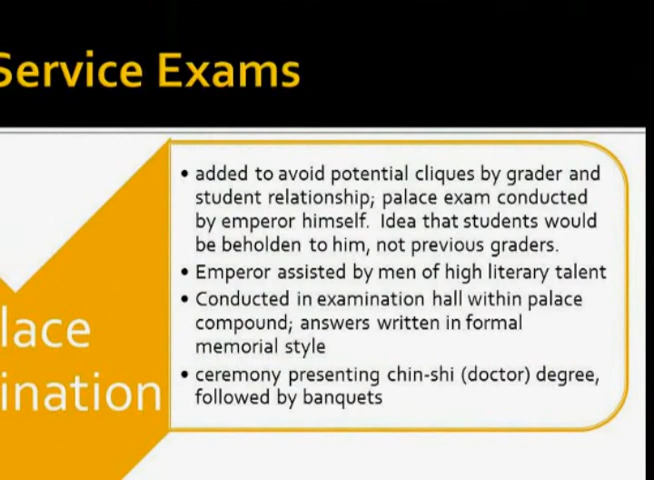 Service Exams
• added to avoid potential cliques by grader and
student relationship; palace exam conducted
by emperor himself. Idea that students would
be beholden to him, not previous graders.
• Emperor assisted by men of high literary talent
• Conducted in examination hall within palace
compound; answers written in formal
memorial style
• ceremony presenting chin-shi (doctor) degree,
followed by banquets
lace
ination